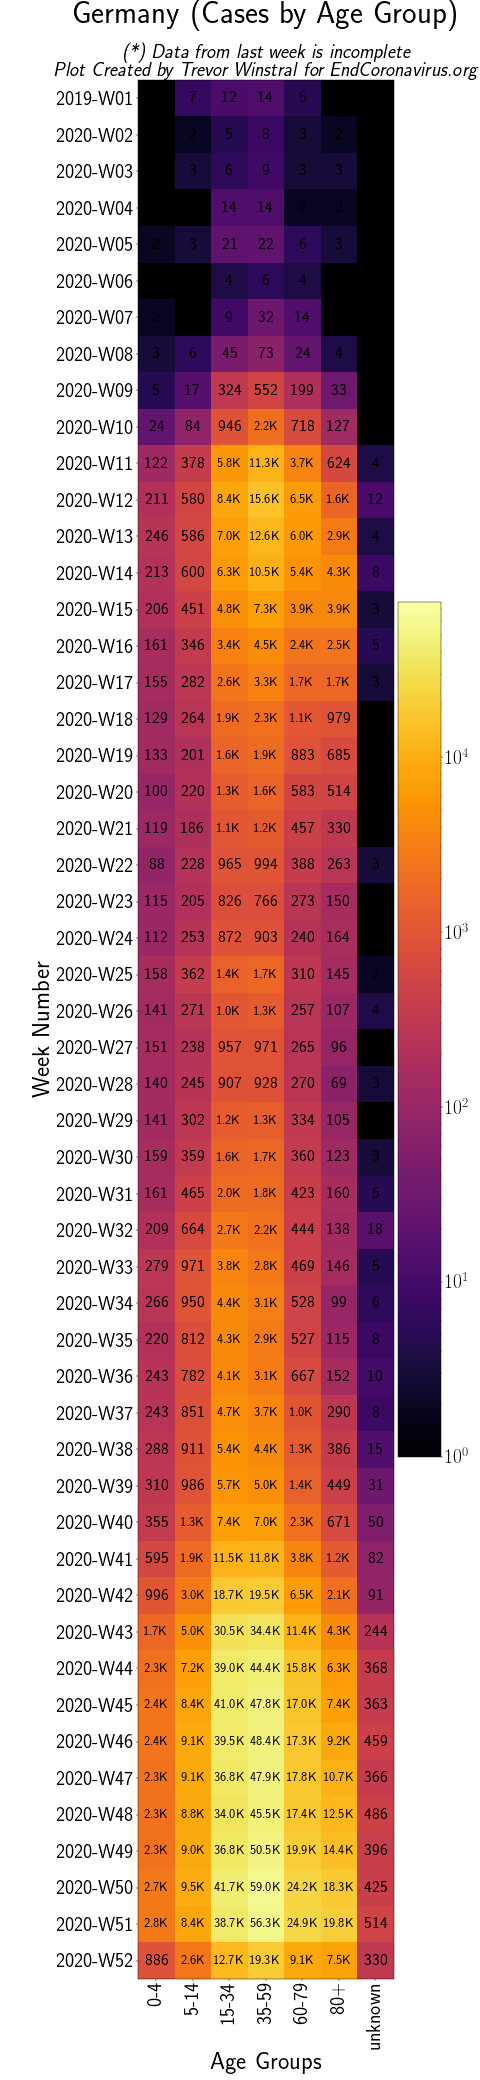 Germany (Cases by Age Group)
(*) Data from last week is incomplete
Plot Created by Trevor Winstral for EndCoronavirus.org
2019-W01 7 12 14 5
2020-W02 2 5 8 3 2
2020-W03 3 6 9 3 3
2020-W04 14 14 2 2
2020-W05 2 3 21 22 6 3
2020-W06 4 6 4
2020-W07 2 9 32 14
2020-W08 3 6 45 73 24 4
2020-W09 5 17 324 552 199 33
2020-W10 24 84 946 2.2K 718 127
2020-W11 122 378 5.8K 11.3K 3.7K 624 4
2020-W12 211 580 8.4K 15.6K 6.5K 1.6K 12
2020-W13 246 586 7.0K 12.6K 6.0K 2.9K 4
2020-W14 213 600 6.3K 10.5K 5.4K 4.3K 8
2020-W15 206 451 4.8K 7.3K 3.9K 3.9K 3
2020-W16 161 346 3.4K 4.5K 2.4K 2.5K 5
2020-W17 155 282 2.6K 3.3K 1.7K 1.7K 3
2020-W18 129 264 1.9K 2.3K 1.1K 979
2020-W19 133 201 1.6K 1.9K 883 685
2020-W20 100 220 1.3K 1.6K 583 514
2020-W21 119 186 1.1K 1.2K 457 330
2020-W22 88 228 965 994 388 263 3
2020-W23 115 205 826 766 273 150
2020-W24 112 253 872 903 240 164
2020-W25 158 362 1.4K 1.7K 310 145 2
2020-W26 141 271 1.0K 1.3K 257 107 4
2020-W27 151 238 957 971 265 96
2020-W28 140 245 907 928 270 69 3
2020-W29 141 302 1.2K 1.3K 334 105
2020-W30 159 359 1.6K 1.7K 360 123 3
2020-W31 161 465 2.0K 1.8K 423 160 5
2020-W32 209 664 2.7K 2.2K 444 138 18
2020-W33 279 971 3.8K 2.8K 469 146 5
2020-W34 266 950 4.4K 3.1K 528 99 6
2020-W35 220 812 4.3K 2.9K 527 115 8
2020-W36 243 782 4.1K 3.1K 667 152 10
2020-W37 243 851 4.7K 3.7K 1.0K 290 8
2020-W38 288 911 5.4K 4.4K 1.3K 386 15
2020-W39 310 986 5.7K 5.0K 1.4K 449 31
2020-W40 355 1.3K 7.4K 7.0K 2.3K 671 50
2020-W41 595 1.9K 11.5K 11.8K 3.8K 1.2K 82
2020-W42 996 3.0K 18.7K 19.5K 6.5K 2.1K 91
2020-W43 1.7K 5.0K 30.5K 34.4K 11.4K 4.3K 244
2020-W44 2.3K 7.2K 39.0K 44.4K 15.8K 6.3K 368
2020-W45 2.4K 8.4K 41.0K 47.8K 17.0K 7.4K 363
2020-W46 2.4K 9.1K 39.5K 48.4K 17.3K 9.2K 459
2020-W47 2.3K 9.1K 36.8K 47.9K 17.8K 10.7K 366
2020-W48 2.3K 8.8K 34.0K 45.5K 17.4K 12.5K 486
2020-W49 2.3K 9.0K 36.8K 50.5K 19.9K 14.4K 396
2020-W50 2.7K 9.5K 41.7K 59.0K 24.2K 18.3K 425
2020-W51 2.8K 8.4K 38.7K 56.3K 24.9K 19.8K 514
2020-W52 886 2.6K 12.7K 19.3K 9.1K 7.5K 330
0-4 5-14 15-34 35-59 60-79 80+ unknown
Age Groups
Week Number
10⁴
10³
10²
10¹
10⁰